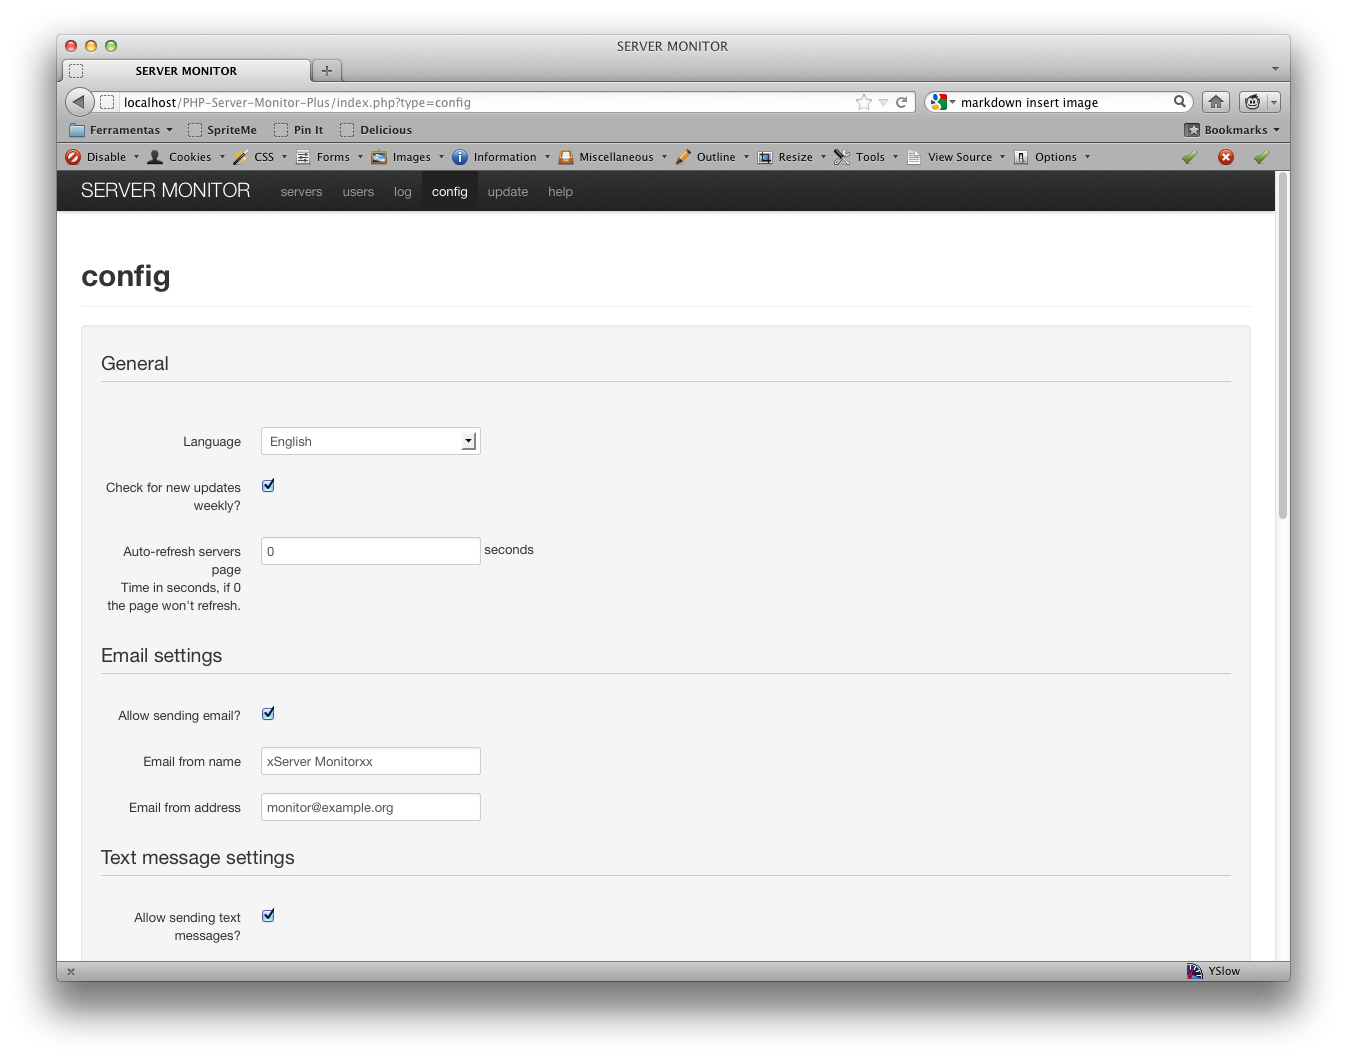 SERVER MONITOR
SERVER MONITOR
localhost/PHP-Server-Monitor-Plus/index.php?type=config
markdown insert image
Ferramentas SpriteMe Pin It Delicious Bookmarks
Disable Cookies CSS Forms Images Information Miscellaneous Outline Resize Tools View Source Options
SERVER MONITOR servers users log config update help
config
General
Language English
Check for new updates
weekly?
Auto-refresh servers 0 seconds
page
Time in seconds, if 0
the page won't refresh.
Email settings
Allow sending email?
Email from name xServer Monitorxx
Email from address monitor@example.org
Text message settings
Allow sending text
messages?
YSlow